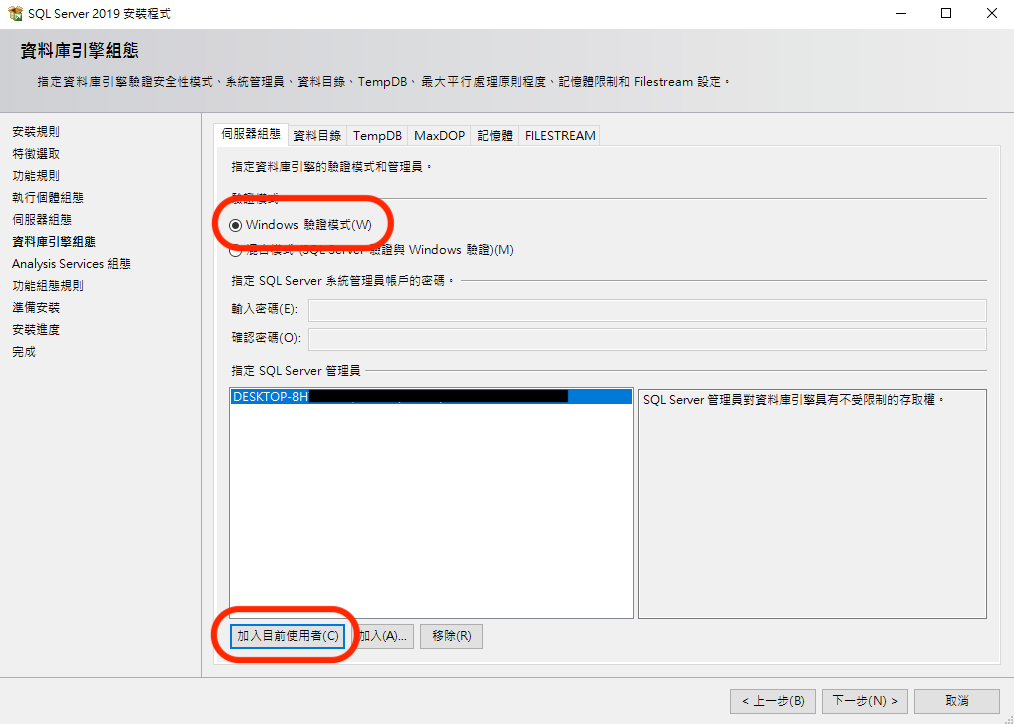 SQL Server 2019 安裝程式
資料庫引擎組態
指定資料庫引擎驗證安全性模式、系統管理員、資料目錄、TempDB、最大平行處理原則程度、記憶體限制和 Filestream 設定。
安裝規則
特徵選取
功能規則
執行個體組態
伺服器組態
資料庫引擎組態
Analysis Services 組態
功能組態規則
準備安裝
安裝進度
完成
伺服器組態 資料目錄 TempDB MaxDOP 記憶體 FILESTREAM
指定資料庫引擎的驗證模式和管理員。
驗證模式
Windows 驗證模式(W)
混合模式 (SQL Server 驗證與 Windows 驗證)(M)
指定 SQL Server 系統管理員帳戶的密碼。
輸入密碼(E):
確認密碼(O):
指定 SQL Server 管理員
DESKTOP-8H
SQL Server 管理員對資料庫引擎具有不受限制的存取權。
加入目前使用者(C) 加入(A)... 移除(R)
< 上一步(B) 下一步(N) > 取消